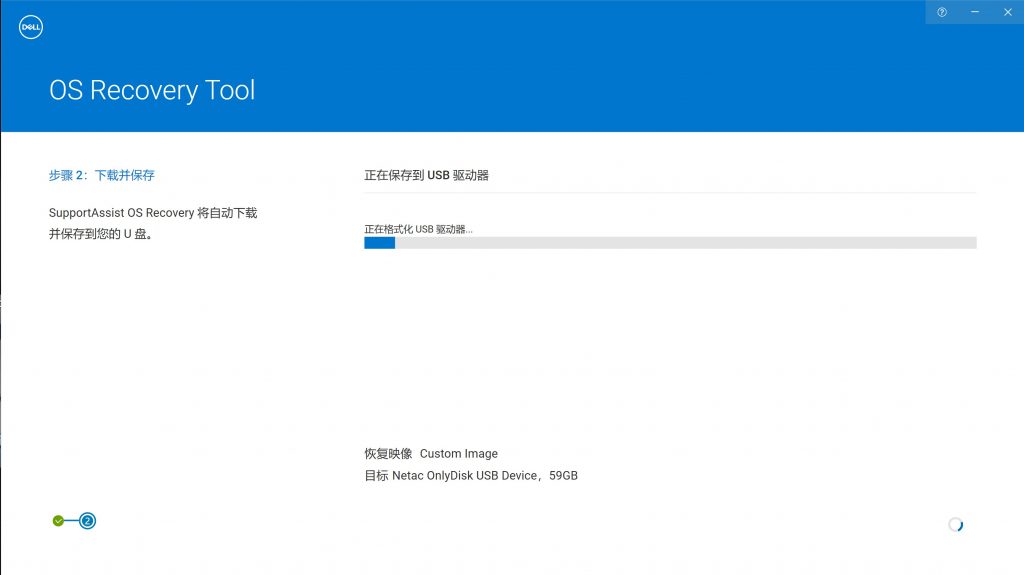 DELL
OS Recovery Tool
步骤 2：下载并保存
SupportAssist OS Recovery 将自动下载
并保存到您的 U 盘。
正在保存到 USB 驱动器
正在格式化 USB 驱动器...
恢复映像 Custom Image
目标 Netac OnlyDisk USB Device，59GB
2